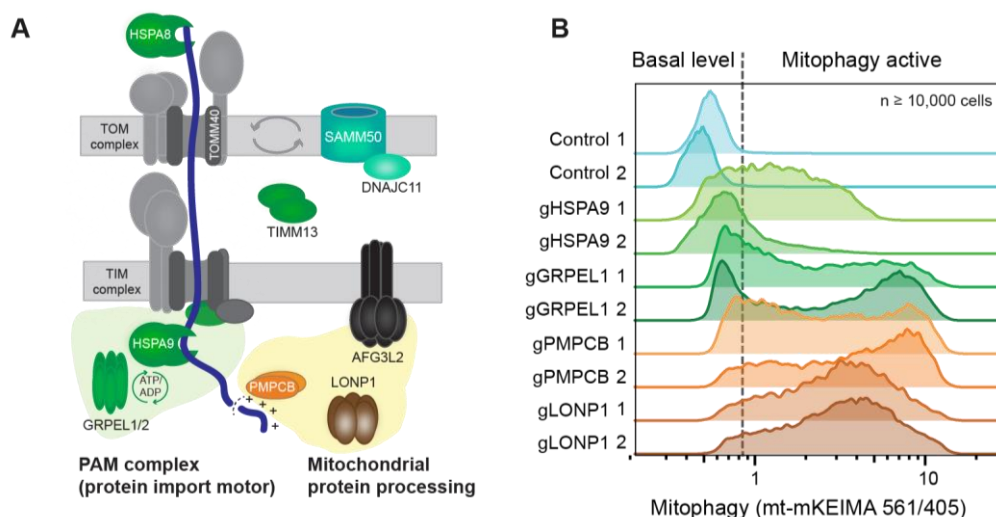 A
HSPA8
TOM
complex
TOMM40
SAMM50
DNAJC11
TIMM13
TIM
complex
HSPA9
ATP/
ADP
GRPEL1/2
AFG3L2
PMPCB
LONP1
+ + + + +
PAM complex
(protein import motor)
Mitochondrial
protein processing
B
Basal level
Mitophagy active
n ≥ 10,000 cells
Control 1
Control 2
gHSPA9 1
gHSPA9 2
gGRPEL1 1
gGRPEL1 2
gPMPCB 1
gPMPCB 2
gLONP1 1
gLONP1 2
1
10
Mitophagy (mt-mKEIMA 561/405)